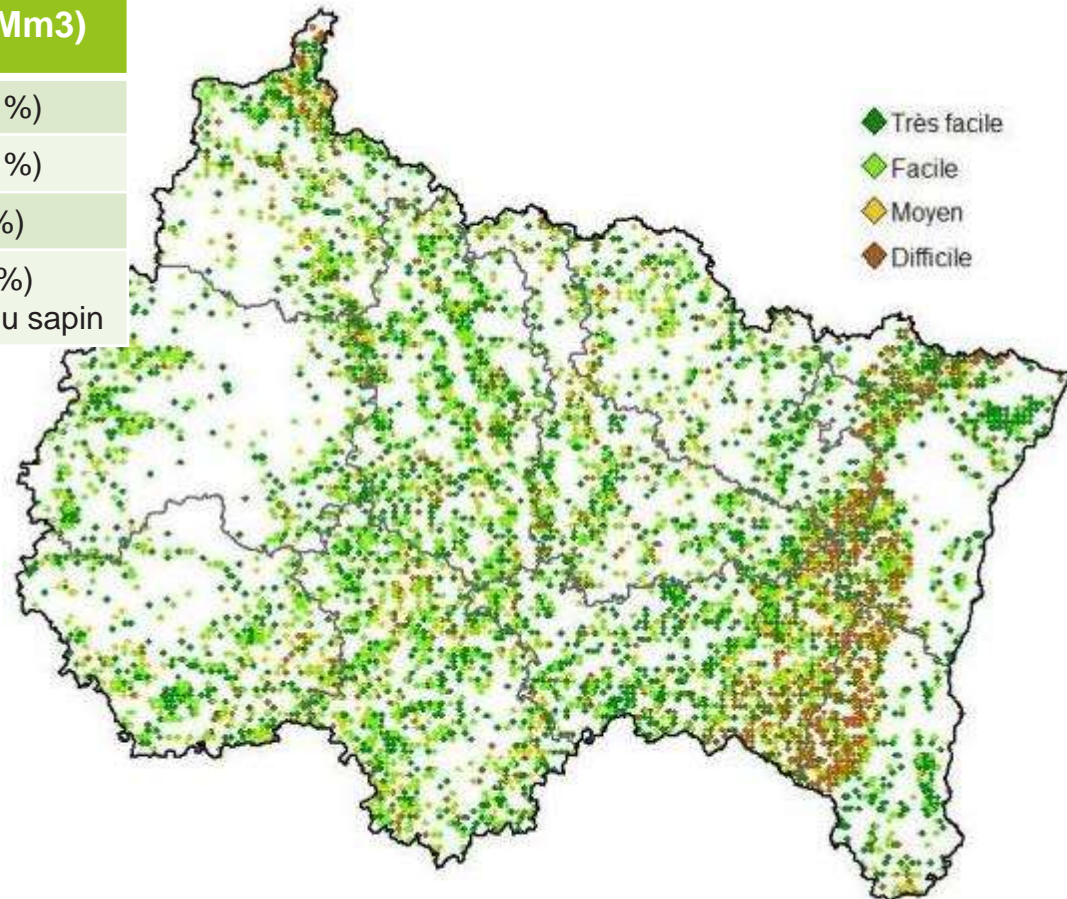 Mm3)
%)
%)
%)
%)
u sapin
Très facile
Facile
Moyen
Difficile